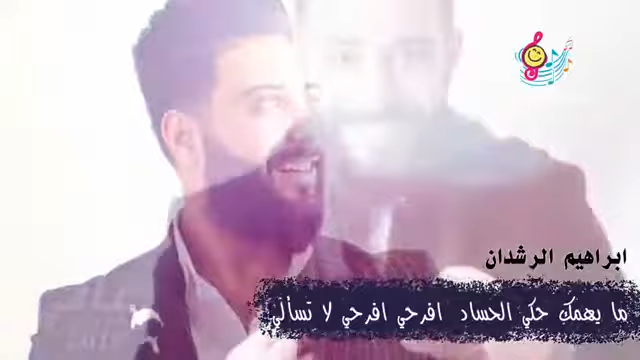 ابراهيم الرشدان
ما يهمك حكي الحساد افرحي افرحي لا تسألي